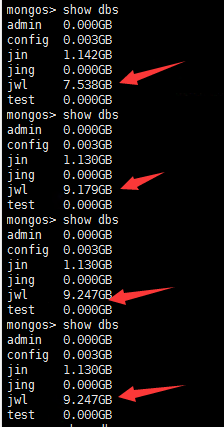 mongos> show dbs
admin   0.000GB
config  0.003GB
jin     1.142GB
jing    0.000GB
jwl     7.538GB
test    0.000GB
mongos> show dbs
admin   0.000GB
config  0.003GB
jin     1.130GB
jing    0.000GB
jwl     9.179GB
test    0.000GB
mongos> show dbs
admin   0.000GB
config  0.003GB
jin     1.130GB
jing    0.000GB
jwl     9.247GB
test    0.000GB
mongos> show dbs
admin   0.000GB
config  0.003GB
jin     1.130GB
jing    0.000GB
jwl     9.247GB
test    0.000GB